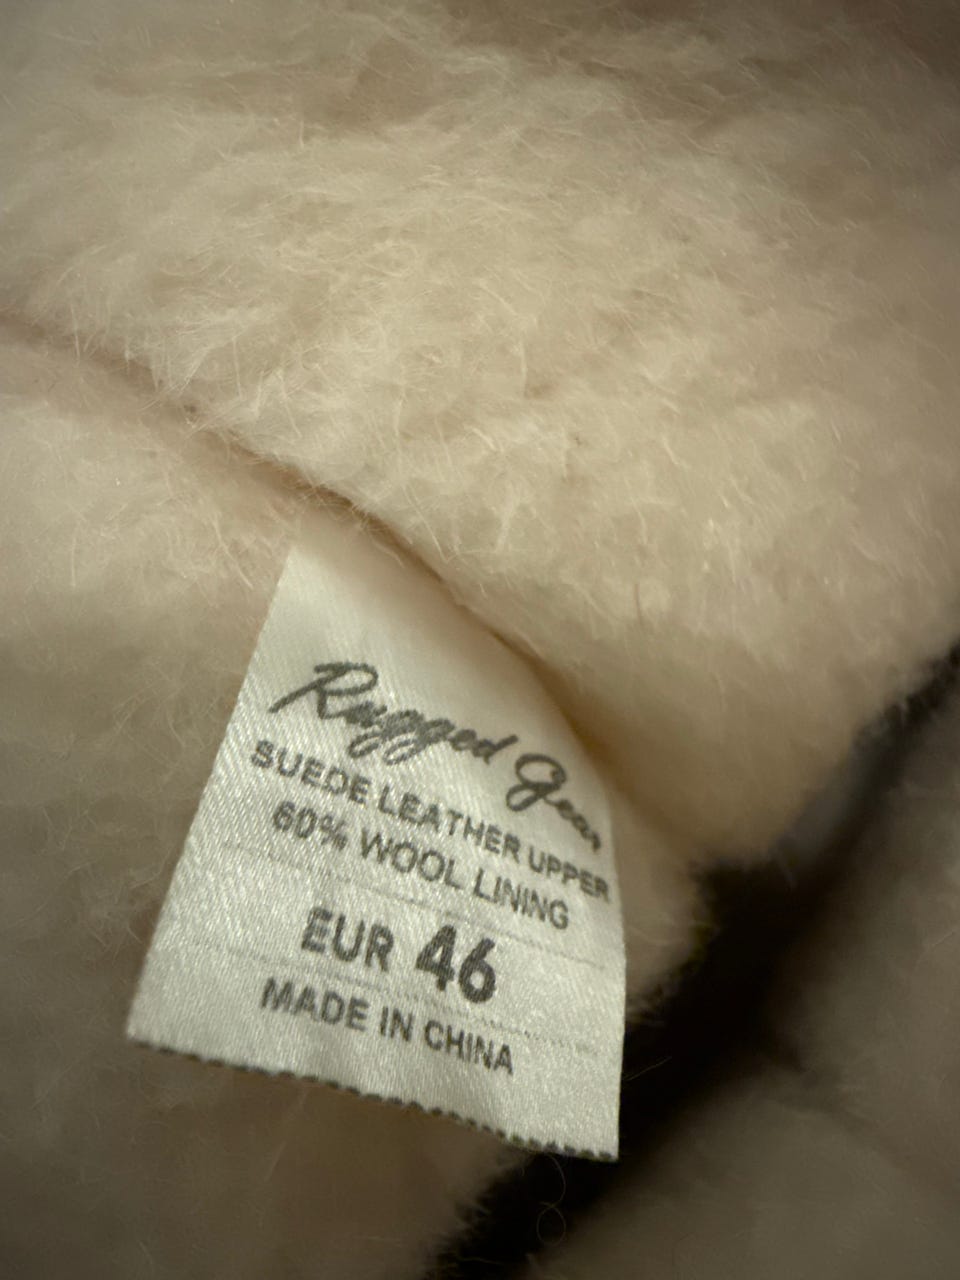 Rugged Gear
SUEDE LEATHER UPPER
60% WOOL LINING
EUR 46
MADE IN CHINA